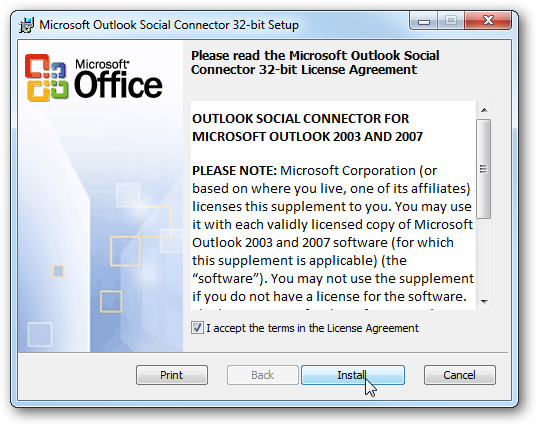 Microsoft Outlook Social Connector 32-bit Setup
Microsoft®
Office
Please read the Microsoft Outlook Social
Connector 32-bit License Agreement
OUTLOOK SOCIAL CONNECTOR FOR
MICROSOFT OUTLOOK 2003 AND 2007
PLEASE NOTE: Microsoft Corporation (or
based on where you live, one of its affiliates)
licenses this supplement to you. You may use
it with each validly licensed copy of Microsoft
Outlook 2003 and 2007 software (for which
this supplement is applicable) (the
“software”). You may not use the supplement
if you do not have a license for the software.
I accept the terms in the License Agreement
Print
Back
Install
Cancel